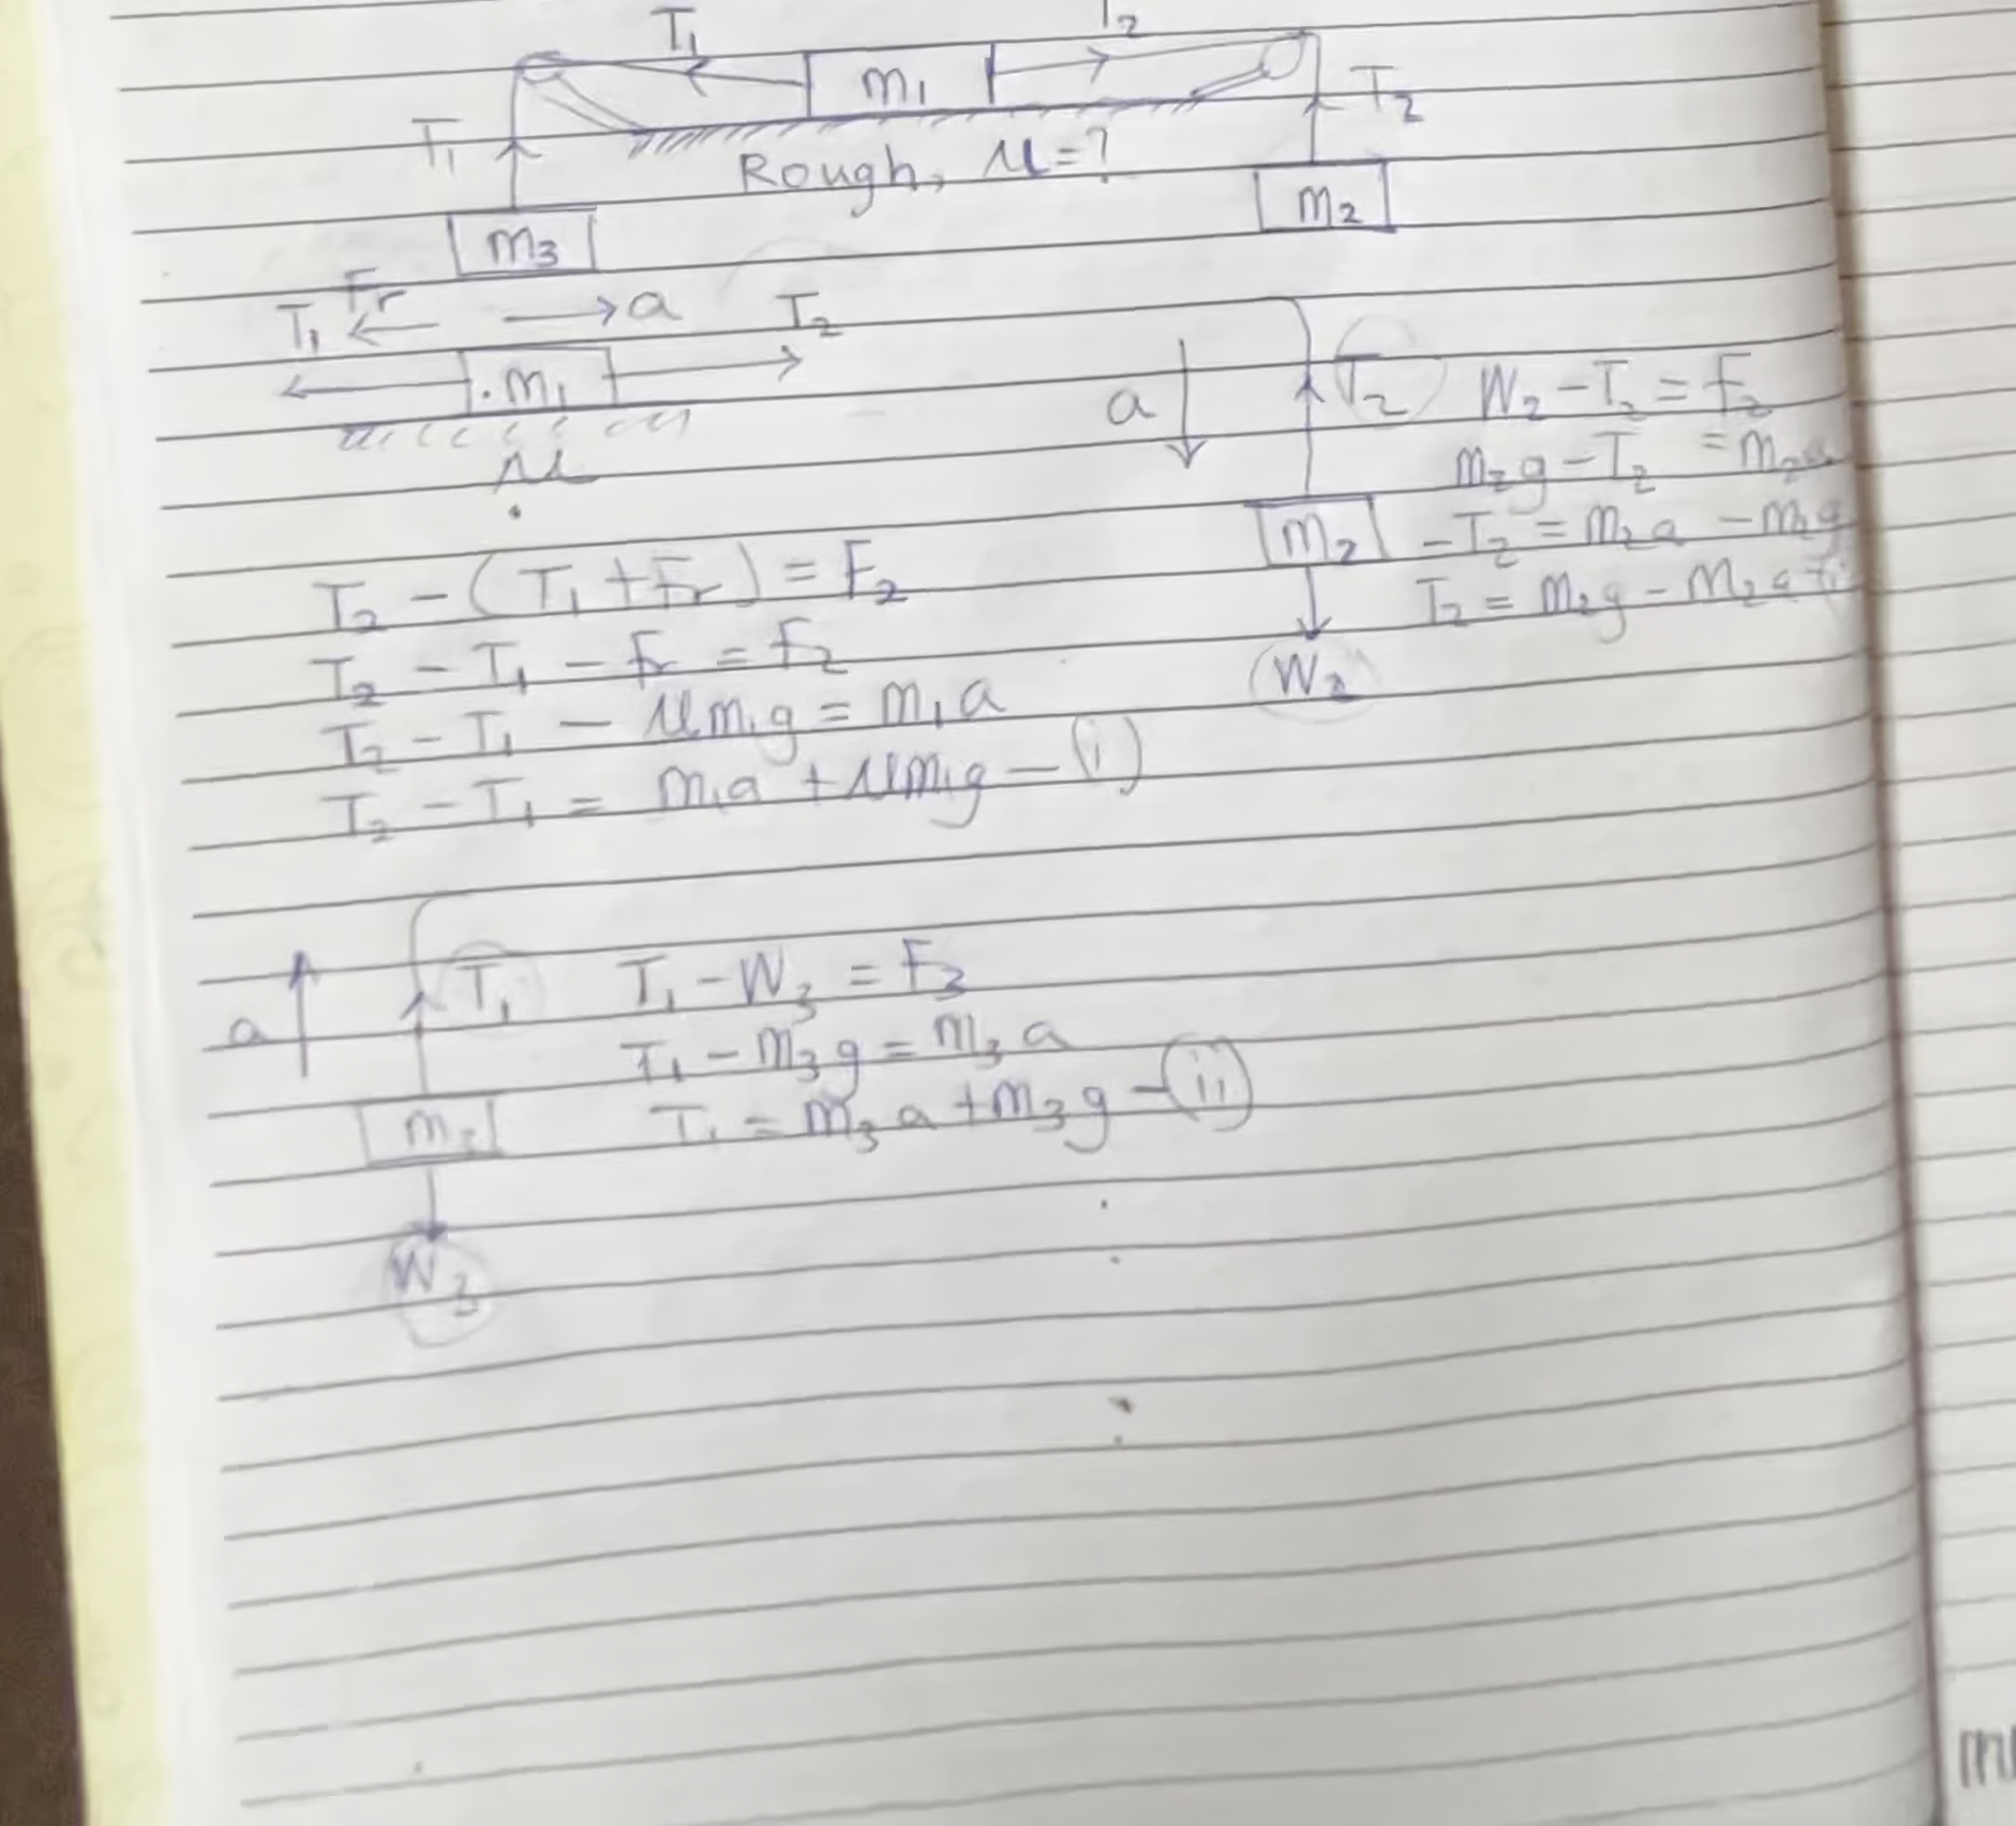 T₁ T₂
m₁
T₁ T₂
Rough, μ=?
m₃ m₂
Fr
T₁ → a T₂
m₁
μ
a T₂ W₂ - T₂ = F₂
m₂g - T₂ = m₂a
m₂ - T₂ = m₂a - m₂g
T₂ = m₂g - m₂a
W₂
T₂ - (T₁ + Fr) = F₂
T₂ - T₁ - Fr = F₂
T₂ - T₁ - μm₁g = m₁a
T₂ - T₁ = m₁a + μm₁g - (i)
a T₁ T₁ - W₃ = F₃
T₁ - m₃g = m₃a
m₃ T₁ = m₃a + m₃g - (ii)
W₃